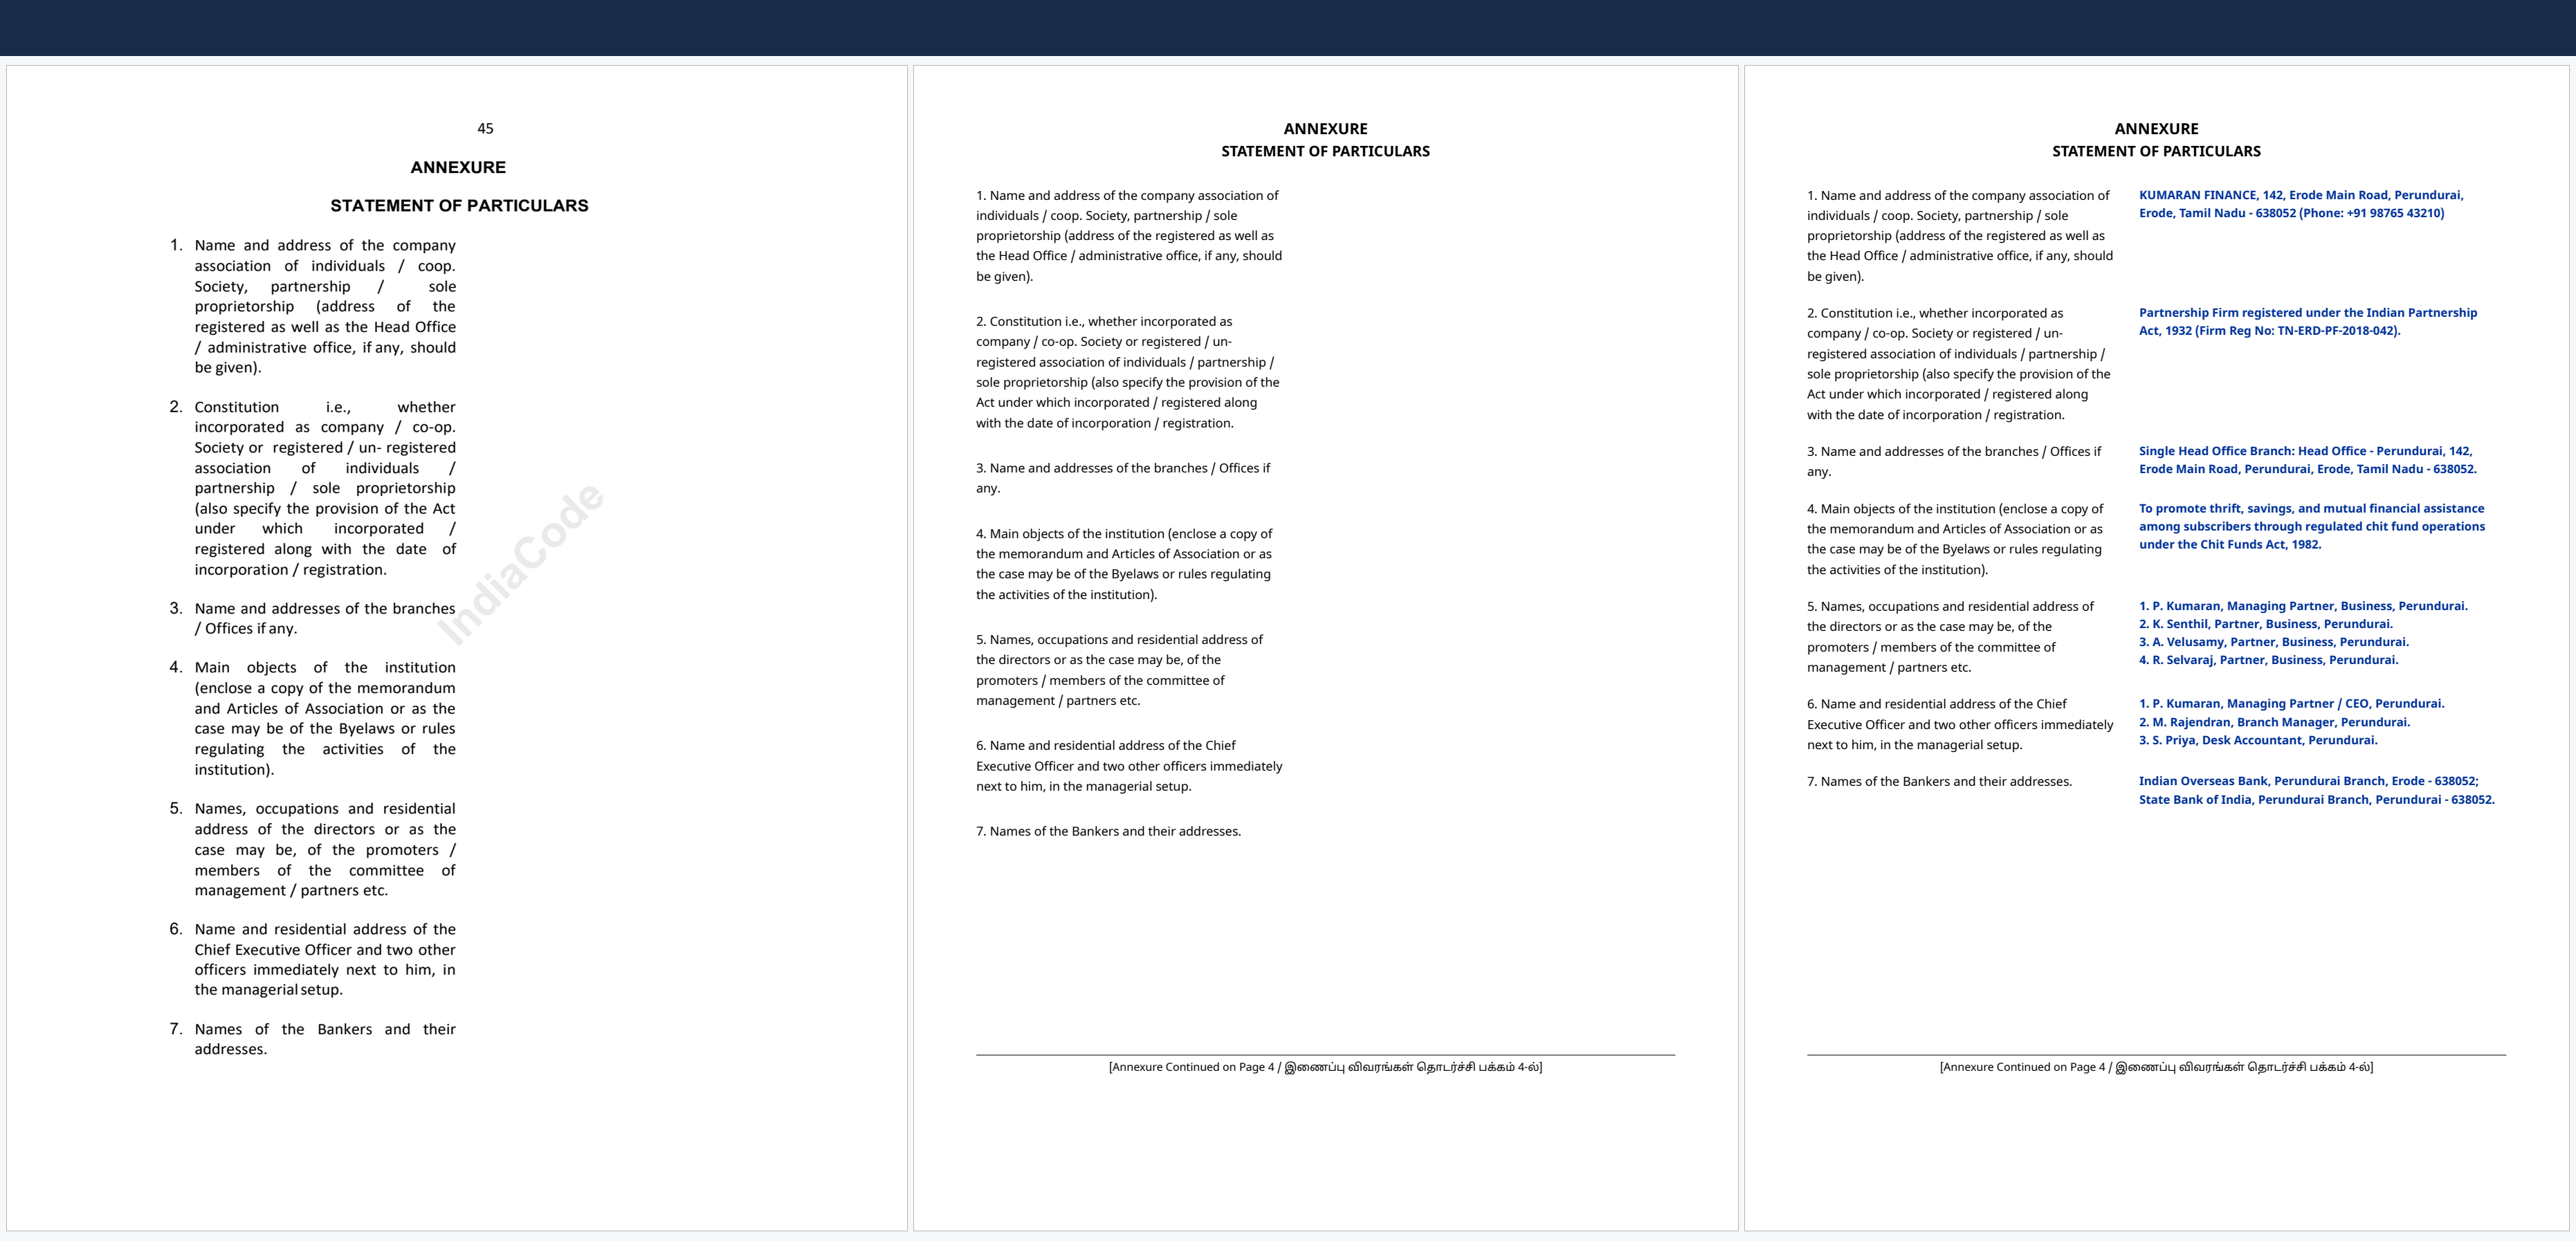 45
ANNEXURE
STATEMENT OF PARTICULARS
1. Name and address of the company
association of individuals / coop.
Society, partnership / sole
proprietorship (address of the
registered as well as the Head Office
/ administrative office, if any, should
be given).
2. Constitution i.e., whether
incorporated as company / co-op.
Society or registered / un- registered
association of individuals /
partnership / sole proprietorship
(also specify the provision of the Act
under which incorporated /
registered along with the date of
incorporation / registration.
3. Name and addresses of the branches
/ Offices if any.
4. Main objects of the institution
(enclose a copy of the memorandum
and Articles of Association or as the
case may be of the Byelaws or rules
regulating the activities of the
institution).
5. Names, occupations and residential
address of the directors or as the
case may be, of the promoters /
members of the committee of
management / partners etc.
6. Name and residential address of the
Chief Executive Officer and two other
officers immediately next to him, in
the managerial setup.
7. Names of the Bankers and their
addresses.
IndiaCode
ANNEXURE
STATEMENT OF PARTICULARS
1. Name and address of the company association of
individuals / coop. Society, partnership / sole
proprietorship (address of the registered as well as
the Head Office / administrative office, if any, should
be given).
2. Constitution i.e., whether incorporated as
company / co-op. Society or registered / un-
registered association of individuals / partnership /
sole proprietorship (also specify the provision of the
Act under which incorporated / registered along
with the date of incorporation / registration.
3. Name and addresses of the branches / Offices if
any.
4. Main objects of the institution (enclose a copy of
the memorandum and Articles of Association or as
the case may be of the Byelaws or rules regulating
the activities of the institution).
5. Names, occupations and residential address of
the directors or as the case may be, of the
promoters / members of the committee of
management / partners etc.
6. Name and residential address of the Chief
Executive Officer and two other officers immediately
next to him, in the managerial setup.
7. Names of the Bankers and their addresses.
[Annexure Continued on Page 4 / இணைப்பு விவரங்கள் தொடர்ச்சி பக்கம் 4-ல்]
ANNEXURE
STATEMENT OF PARTICULARS
1. Name and address of the company association of
individuals / coop. Society, partnership / sole
proprietorship (address of the registered as well as
the Head Office / administrative office, if any, should
be given).
KUMARAN FINANCE, 142, Erode Main Road, Perundurai,
Erode, Tamil Nadu - 638052 (Phone: +91 98765 43210)
2. Constitution i.e., whether incorporated as
company / co-op. Society or registered / un-
registered association of individuals / partnership /
sole proprietorship (also specify the provision of the
Act under which incorporated / registered along
with the date of incorporation / registration.
Partnership Firm registered under the Indian Partnership
Act, 1932 (Firm Reg No: TN-ERD-PF-2018-042).
3. Name and addresses of the branches / Offices if
any.
Single Head Office Branch: Head Office - Perundurai, 142,
Erode Main Road, Perundurai, Erode, Tamil Nadu - 638052.
4. Main objects of the institution (enclose a copy of
the memorandum and Articles of Association or as
the case may be of the Byelaws or rules regulating
the activities of the institution).
To promote thrift, savings, and mutual financial assistance
among subscribers through regulated chit fund operations
under the Chit Funds Act, 1982.
5. Names, occupations and residential address of
the directors or as the case may be, of the
promoters / members of the committee of
management / partners etc.
1. P. Kumaran, Managing Partner, Business, Perundurai.
2. K. Senthil, Partner, Business, Perundurai.
3. A. Velusamy, Partner, Business, Perundurai.
4. R. Selvaraj, Partner, Business, Perundurai.
6. Name and residential address of the Chief
Executive Officer and two other officers immediately
next to him, in the managerial setup.
1. P. Kumaran, Managing Partner / CEO, Perundurai.
2. M. Rajendran, Branch Manager, Perundurai.
3. S. Priya, Desk Accountant, Perundurai.
7. Names of the Bankers and their addresses.
Indian Overseas Bank, Perundurai Branch, Erode - 638052;
State Bank of India, Perundurai Branch, Perundurai - 638052.
[Annexure Continued on Page 4 / இணைப்பு விவரங்கள் தொடர்ச்சி பக்கம் 4-ல்]